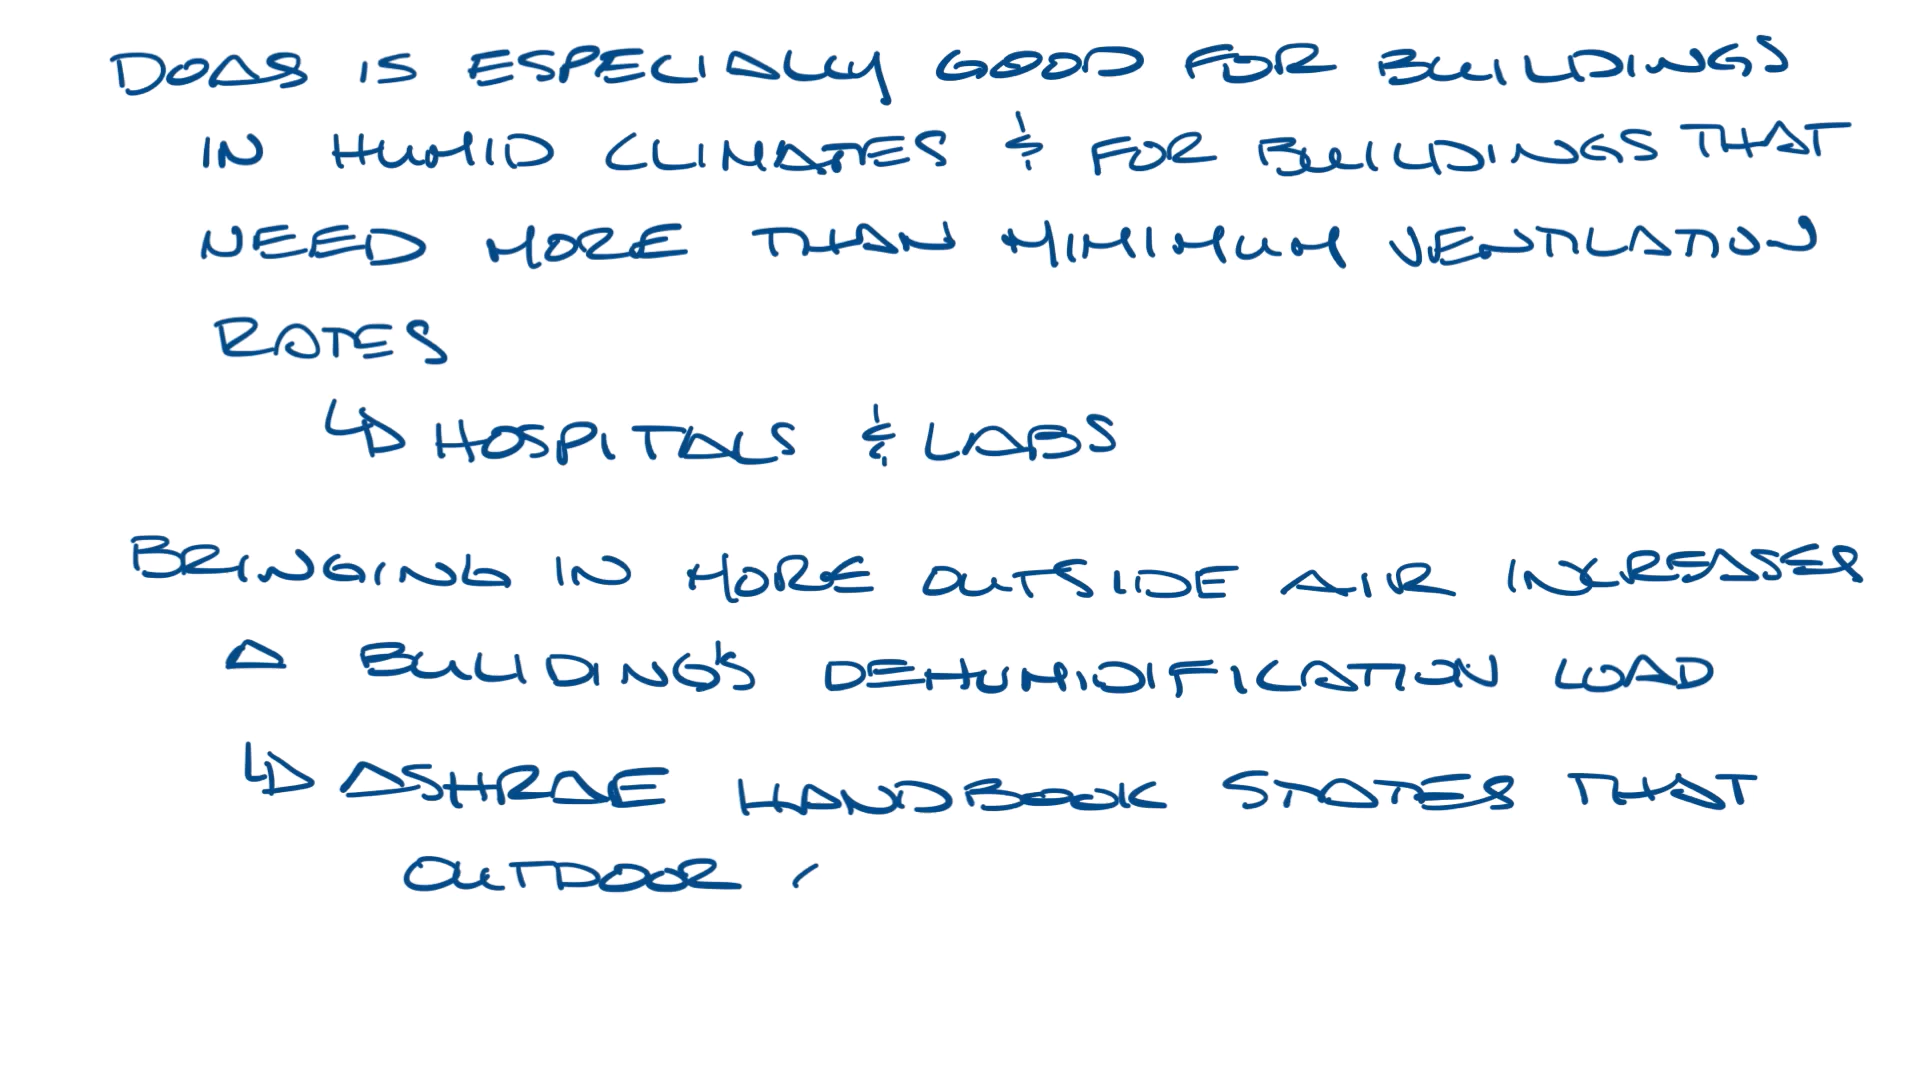 DOAS IS ESPECIALLY GOOD FOR BUILDINGS
IN HUMID CLIMATES & FOR BUILDINGS THAT
NEED MORE THAN MINIMUM VENTILATION
RATES
↳ HOSPITALS & LABS
BRINGING IN MORE OUTSIDE AIR INCREASES
A BUILDING'S DEHUMIDIFICATION LOAD
↳ ASHRAE HANDBOOK STATES THAT
OUTDOOR